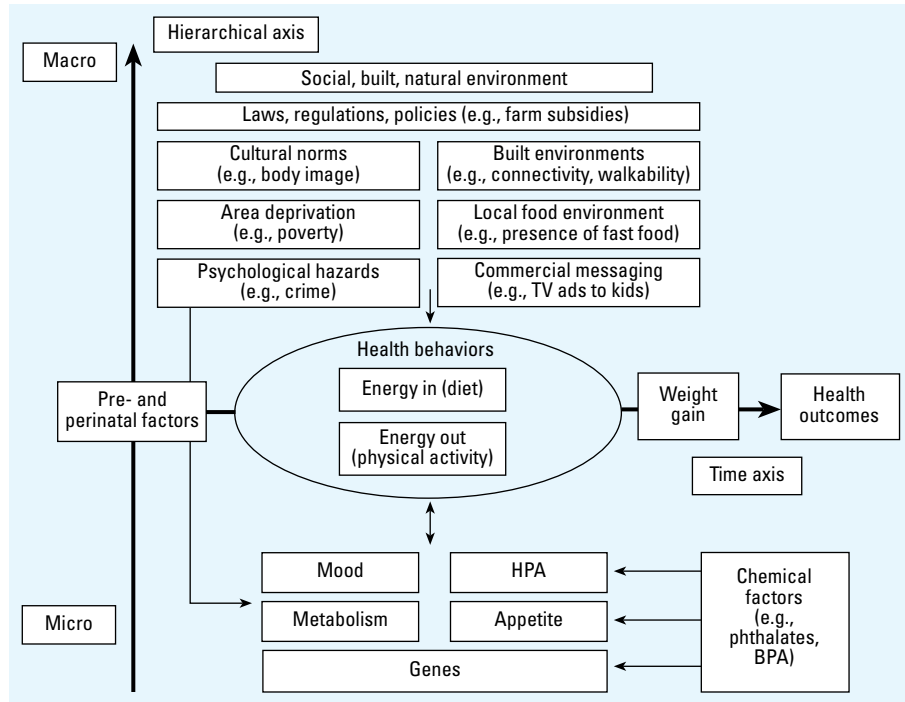 Hierarchical axis
Macro
Social, built, natural environment
Laws, regulations, policies (e.g., farm subsidies)
Cultural norms
(e.g., body image)
Built environments
(e.g., connectivity, walkability)
Area deprivation
(e.g., poverty)
Local food environment
(e.g., presence of fast food)
Psychological hazards
(e.g., crime)
Commercial messaging
(e.g., TV ads to kids)
Health behaviors
Energy in (diet)
Energy out
(physical activity)
Pre- and
perinatal factors
Weight
gain
Health
outcomes
Time axis
Mood
HPA
Metabolism
Appetite
Genes
Chemical
factors
(e.g.,
phthalates,
BPA)
Micro